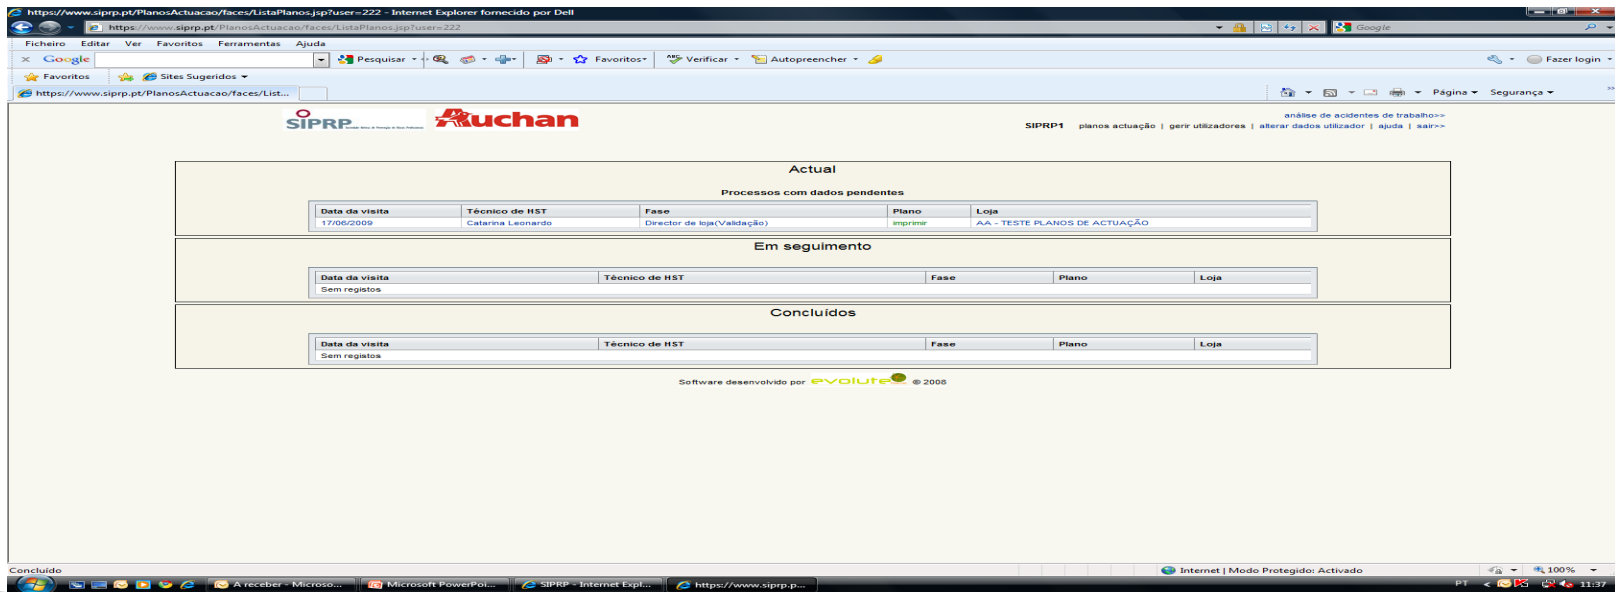 https://www.siprp.pt/PlanosActuacao/faces/ListaPlanos.jsp?user=222 - Internet Explorer fornecido por Dell
https://www.siprp.pt/PlanosActuacao/faces/ListaPlanos.jsp?user=222 Google
Ficheiro Editar Ver Favoritos Ferramentas Ajuda
× Google Pesquisar Favoritos Verificar Autopreencher Fazer login
Favoritos Sites Sugeridos
https://www.siprp.pt/PlanosActuacao/faces/List... Página Segurança
SIPRP Auchan
análise de acidentes de trabalho>>
SIPRP1 planos actuação | gerir utilizadores | alterar dados utilizador | ajuda | sair>>
Actual
Processos com dados pendentes
Data da visita Técnico de HST Fase Plano Loja
17/06/2009 Catarina Leonardo Director de loja(Validação) imprimir AA - TESTE PLANOS DE ACTUAÇÃO
Em seguimento
Data da visita Técnico de HST Fase Plano Loja
Sem registos
Concluídos
Data da visita Técnico de HST Fase Plano Loja
Sem registos
Software desenvolvido por evolute ® 2008
Concluído Internet | Modo Protegido: Activado 100%
A receber - Microso... Microsoft PowerPoi... SIPRP - Internet Expl... https://www.siprp.p... PT 11:37